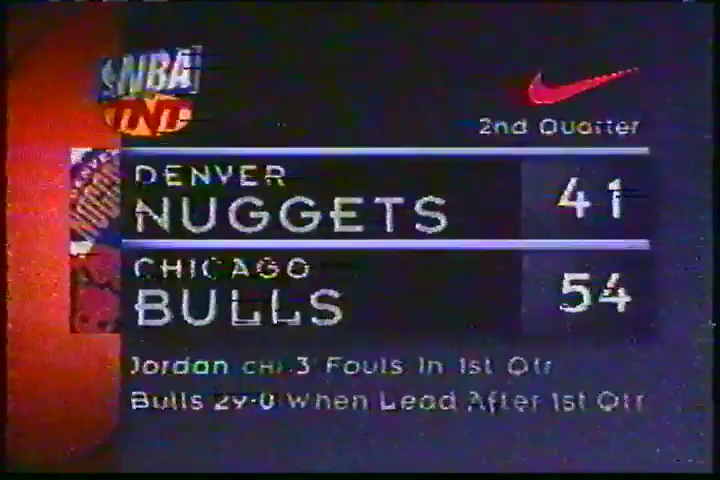 NBA
TNT
2nd Quarter
DENVER
NUGGETS
41
CHICAGO
BULLS
54
Jordan CHI 3 Fouls In 1st Qtr
Bulls 29-0 When Lead After 1st Qtr